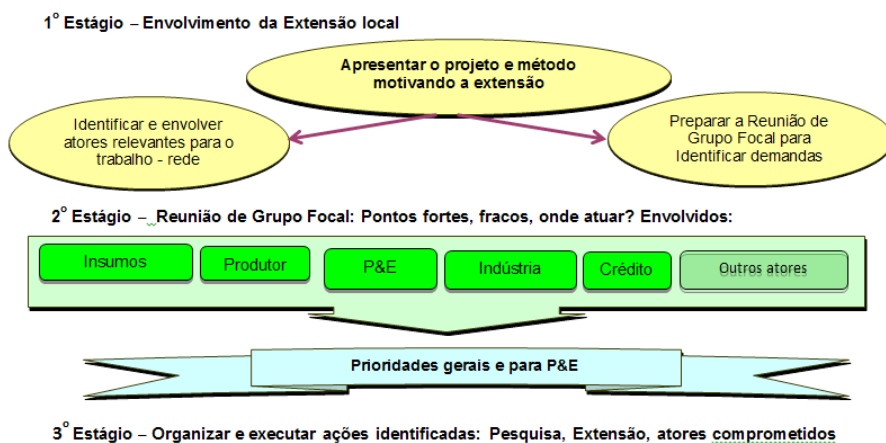 1º Estágio – Envolvimento da Extensão local
Apresentar o projeto e método
motivando a extensão
Identificar e envolver
atores relevantes para o
trabalho - rede
Preparar a Reunião de
Grupo Focal para
Identificar demandas
2º Estágio – Reunião de Grupo Focal: Pontos fortes, fracos, onde atuar? Envolvidos:
Insumos
Produtor
P&E
Indústria
Crédito
Outros atores
Prioridades gerais e para P&E
3º Estágio – Organizar e executar ações identificadas: Pesquisa, Extensão, atores comprometidos